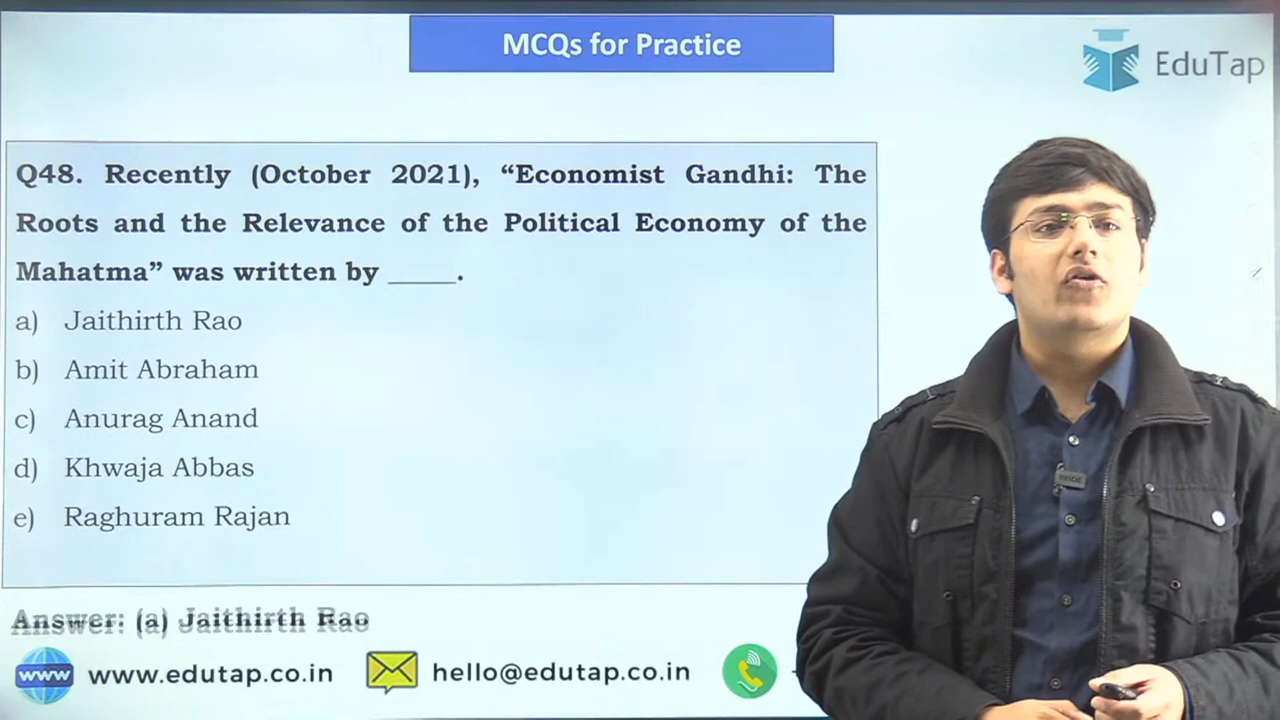 MCQs for Practice
EduTap
Q48. Recently (October 2021), “Economist Gandhi: The
Roots and the Relevance of the Political Economy of the
Mahatma” was written by _____.
a) Jaithirth Rao
b) Amit Abraham
c) Anurag Anand
d) Khwaja Abbas
e) Raghuram Rajan
Answer: (a) Jaithirth Rao
www
www.edutap.co.in
hello@edutap.co.in